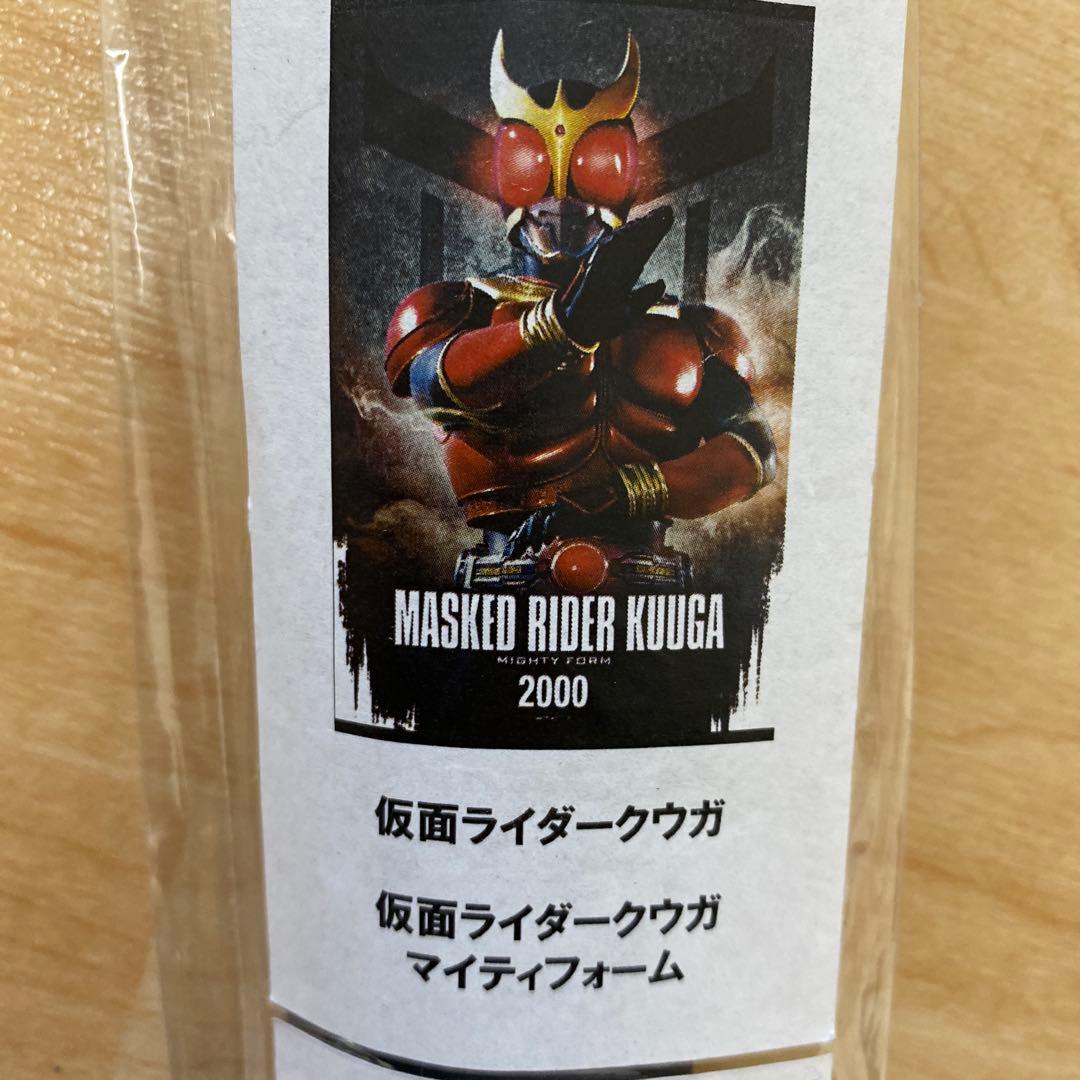 MASKED RIDER KUUGA
MIGHTY FORM
2000
仮面ライダークウガ
仮面ライダークウガ
マイティフォーム